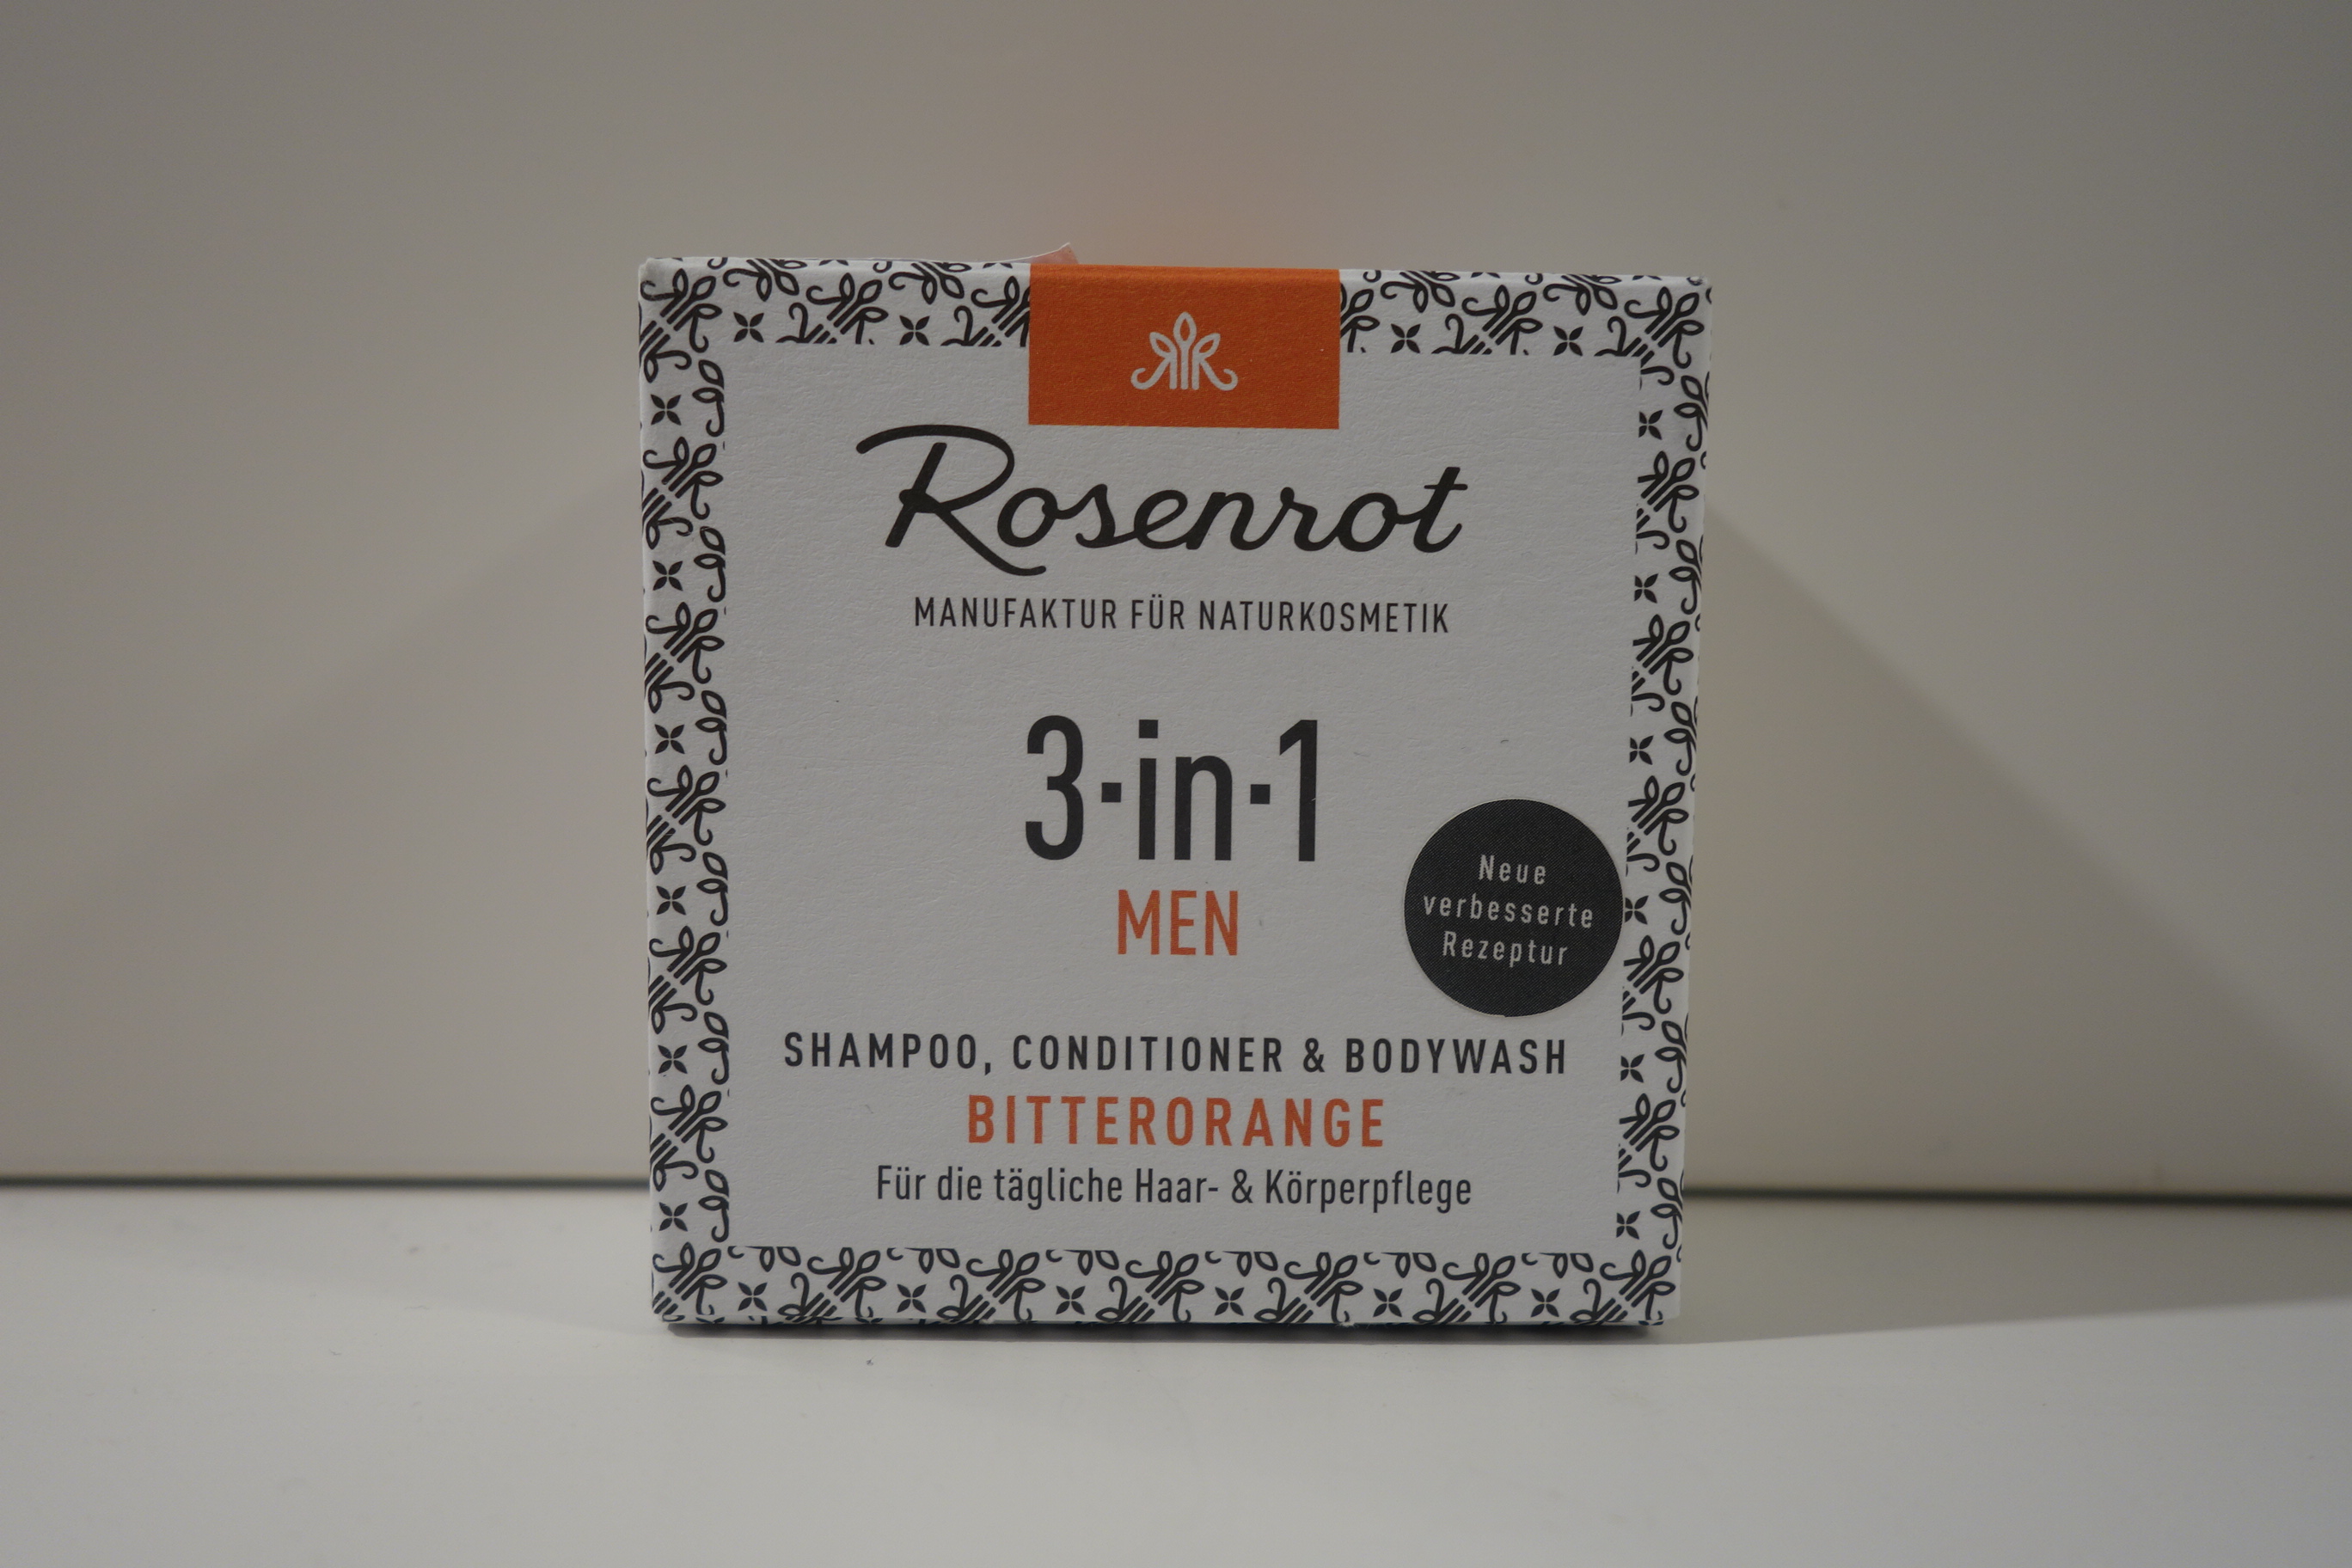 Rosenrot
MANUFAKTUR FÜR NATURKOSMETIK
3·in·1
MEN
Neue
verbesserte
Rezeptur
SHAMPOO, CONDITIONER & BODYWASH
BITTERORANGE
Für die tägliche Haar- & Körperpflege